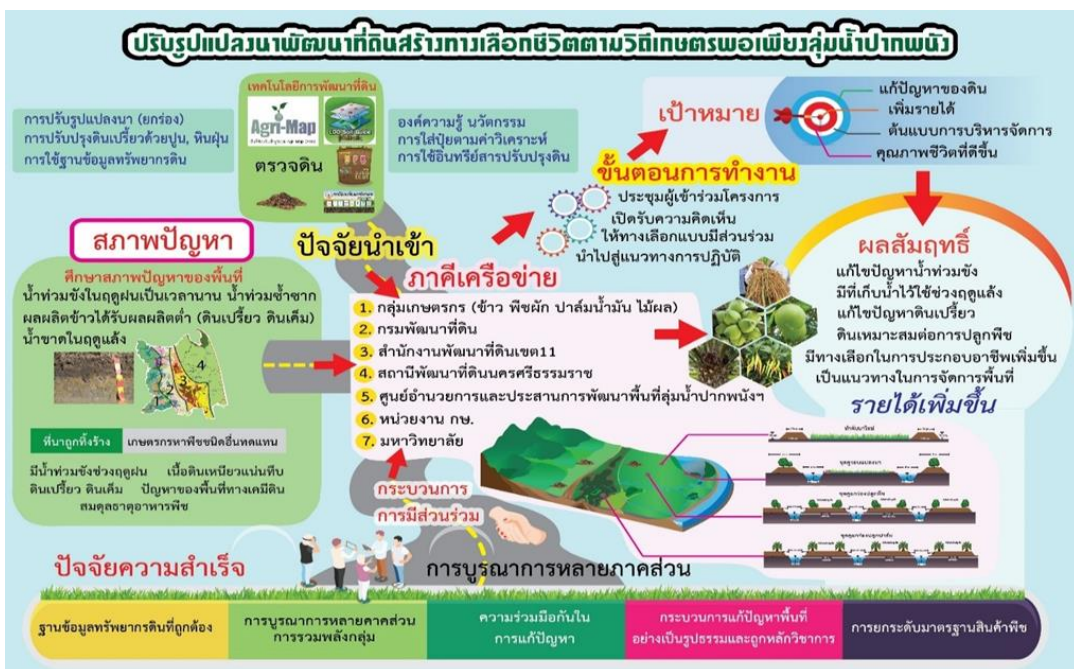 ปรับรูปแปลงนาพัฒนาที่ดินสร้างทางเลือกชีวิตตามวิถีเกษตรพอเพียงลุ่มน้ำปากพนัง
การปรับรูปแปลงนา (ยกร่อง)
การปรับปรุงดินเปรี้ยวด้วยปูน, หินฝุ่น
การใช้ฐานข้อมูลทรัพยากรดิน
เทคโนโลยีการพัฒนาที่ดิน
Agri-Map
ตรวจดิน
องค์ความรู้ นวัตกรรม
การใส่ปุ๋ยตามค่าวิเคราะห์
การใช้อินทรีย์สารปรับปรุงดิน
เป้าหมาย
แก้ปัญหาของดิน
เพิ่มรายได้
ต้นแบบการบริหารจัดการ
คุณภาพชีวิตที่ดีขึ้น
ขั้นตอนการทำงาน
ประชุมผู้เข้าร่วมโครงการ
เปิดรับความคิดเห็น
ให้ทางเลือกแบบมีส่วนร่วม
นำไปสู่แนวทางการปฏิบัติ
สภาพปัญหา
ศึกษาสภาพปัญหาของพื้นที่
น้ำท่วมขังในฤดูฝนเป็นเวลานาน น้ำท่วมซ้ำซาก
ผลผลิตข้าวได้รับผลผลิตต่ำ (ดินเปรี้ยว ดินเค็ม)
น้ำขาดในฤดูแล้ง
ที่นาถูกทิ้งร้าง
เกษตรกรหาพืชชนิดอื่นทดแทน
มีน้ำท่วมขังช่วงฤดูฝน เนื้อดินเหนียวแน่นทึบ
ดินเปรี้ยว ดินเค็ม ปัญหาของพื้นที่ทางเคมีดิน
สมดุลธาตุอาหารพืช
ปัจจัยนำเข้า
ภาคีเครือข่าย
1. กลุ่มเกษตรกร (ข้าว พืชผัก ปาล์มน้ำมัน ไม้ผล)
2. กรมพัฒนาที่ดิน
3. สำนักงานพัฒนาที่ดินเขต11
4. สถานีพัฒนาที่ดินนครศรีธรรมราช
5. ศูนย์อำนวยการและประสานการพัฒนาพื้นที่ลุ่มน้ำปากพนังฯ
6. หน่วยงาน กษ.
7. มหาวิทยาลัย
ผลสัมฤทธิ์
แก้ไขปัญหาน้ำท่วมขัง
มีที่เก็บน้ำไว้ใช้ช่วงฤดูแล้ง
แก้ไขปัญหาดินเปรี้ยว
ดินเหมาะสมต่อการปลูกพืช
มีทางเลือกในการประกอบอาชีพเพิ่มขึ้น
เป็นแนวทางในการจัดการพื้นที่
รายได้เพิ่มขึ้น
กระบวนการ
การมีส่วนร่วม
ปัจจัยความสำเร็จ
การบูรณาการหลายภาคส่วน
ฐานข้อมูลทรัพยากรดินที่ถูกต้อง
การบูรณาการหลายคาคส่วน
การรวมพลังกลุ่ม
ความร่วมมือกันใน
การแก้ปัญหา
กระบวนการแก้ปัญหาพื้นที่
อย่างเป็นรูปธรรมและถูกหลักวิชาการ
การยกระดับมาตรฐานสินค้าพืช